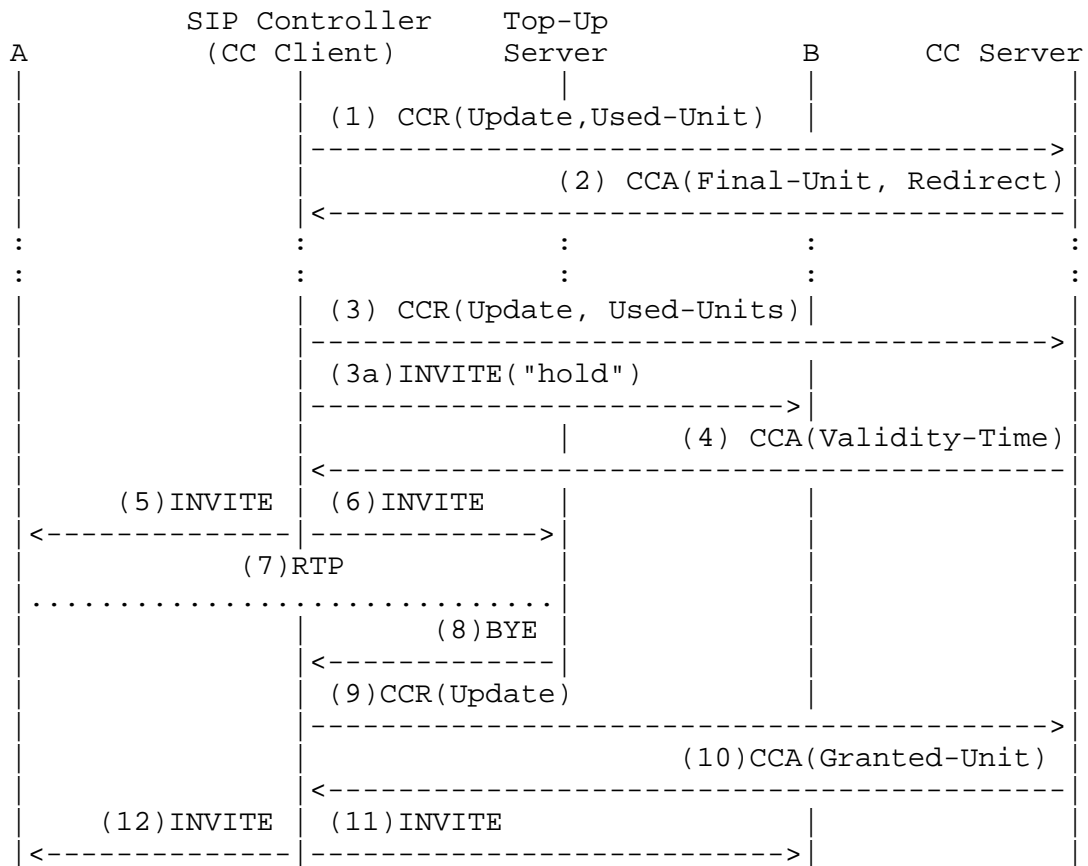 SIP Controller Top-Up
A (CC Client) Server B CC Server
(1) CCR(Update,Used-Unit)
(2) CCA(Final-Unit, Redirect)
: : : : :
: : : : :
(3) CCR(Update, Used-Units)
(3a)INVITE("hold")
(4) CCA(Validity-Time)
(5)INVITE (6)INVITE
(7)RTP
(8)BYE
(9)CCR(Update)
(10)CCA(Granted-Unit)
(12)INVITE (11)INVITE